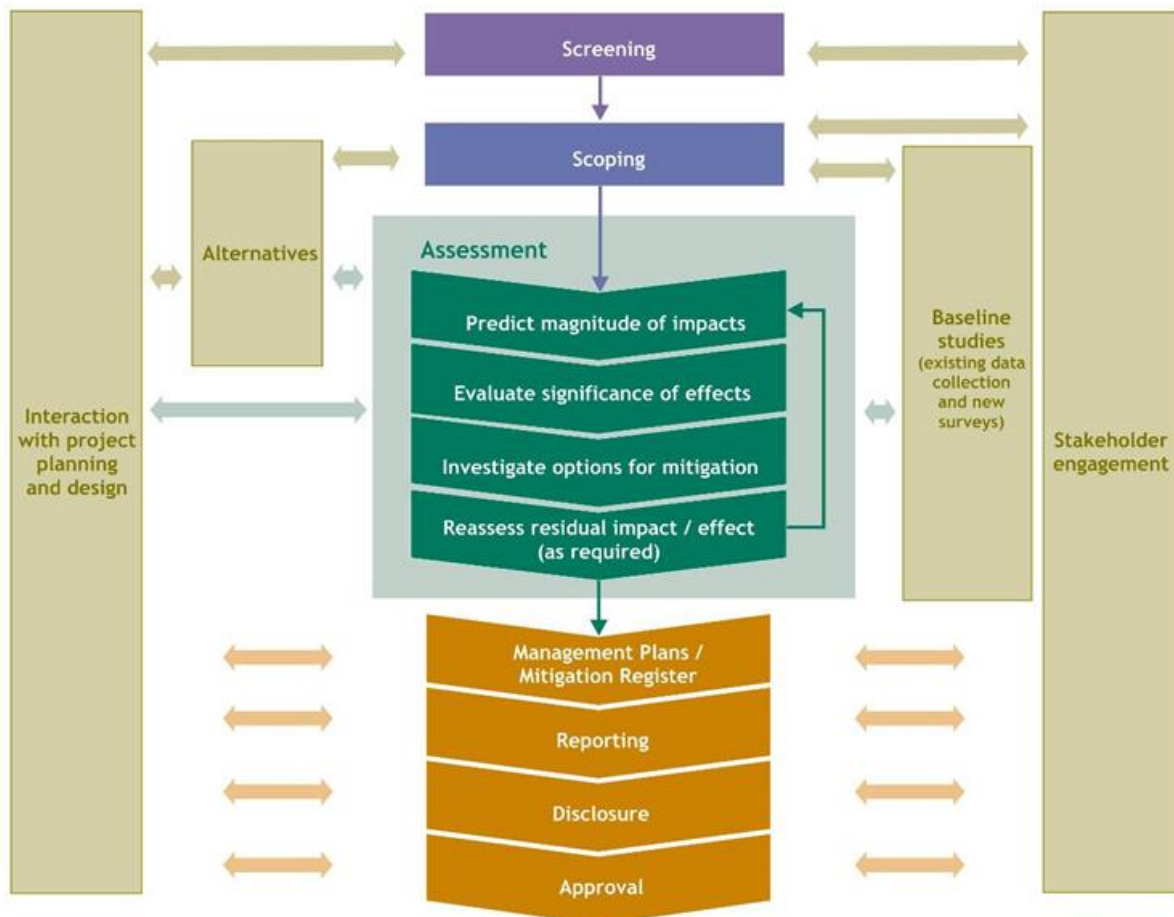 Screening
Scoping
Alternatives
Assessment
Predict magnitude of impacts
Evaluate significance of effects
Investigate options for mitigation
Reassess residual impact / effect
(as required)
Interaction
with project
planning
and design
Baseline
studies
(existing data
collection
and new
surveys)
Stakeholder
engagement
Management Plans /
Mitigation Register
Reporting
Disclosure
Approval